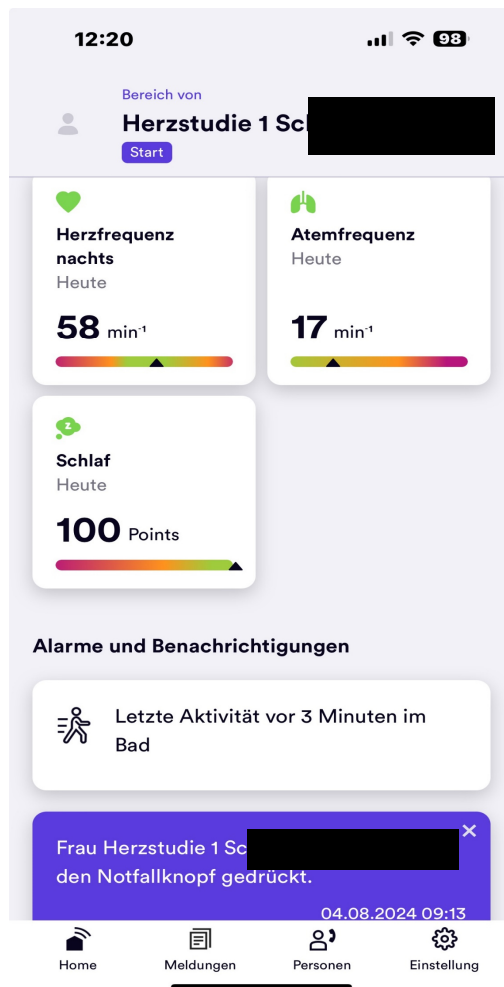 12:20
98
Bereich von
Herzstudie 1
Start
Herzfrequenz
nachts
Heute
58 min⁻¹
Atemfrequenz
Heute
17 min⁻¹
z
Schlaf
Heute
100 Points
Alarme und Benachrichtigungen
Letzte Aktivität vor 3 Minuten im
Bad
Frau Herzstudie 1 Sc
den Notfallknopf gedrückt.
04.08.2024 09:13
Home Meldungen Personen Einstellung